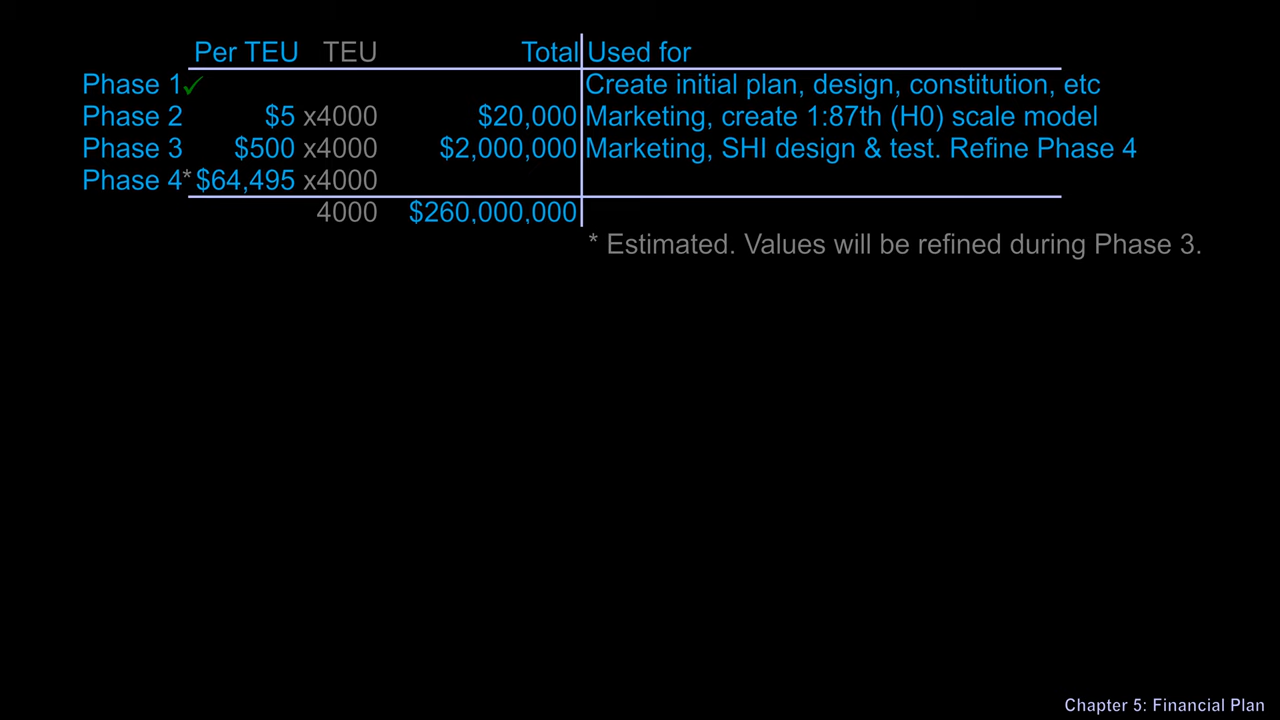 Per TEU TEU Total Used for
Phase 1✓ Create initial plan, design, constitution, etc
Phase 2 $5 x4000 $20,000 Marketing, create 1:87th (H0) scale model
Phase 3 $500 x4000 $2,000,000 Marketing, SHI design & test. Refine Phase 4
Phase 4* $64,495 x4000
4000 $260,000,000
* Estimated. Values will be refined during Phase 3.
Chapter 5: Financial Plan